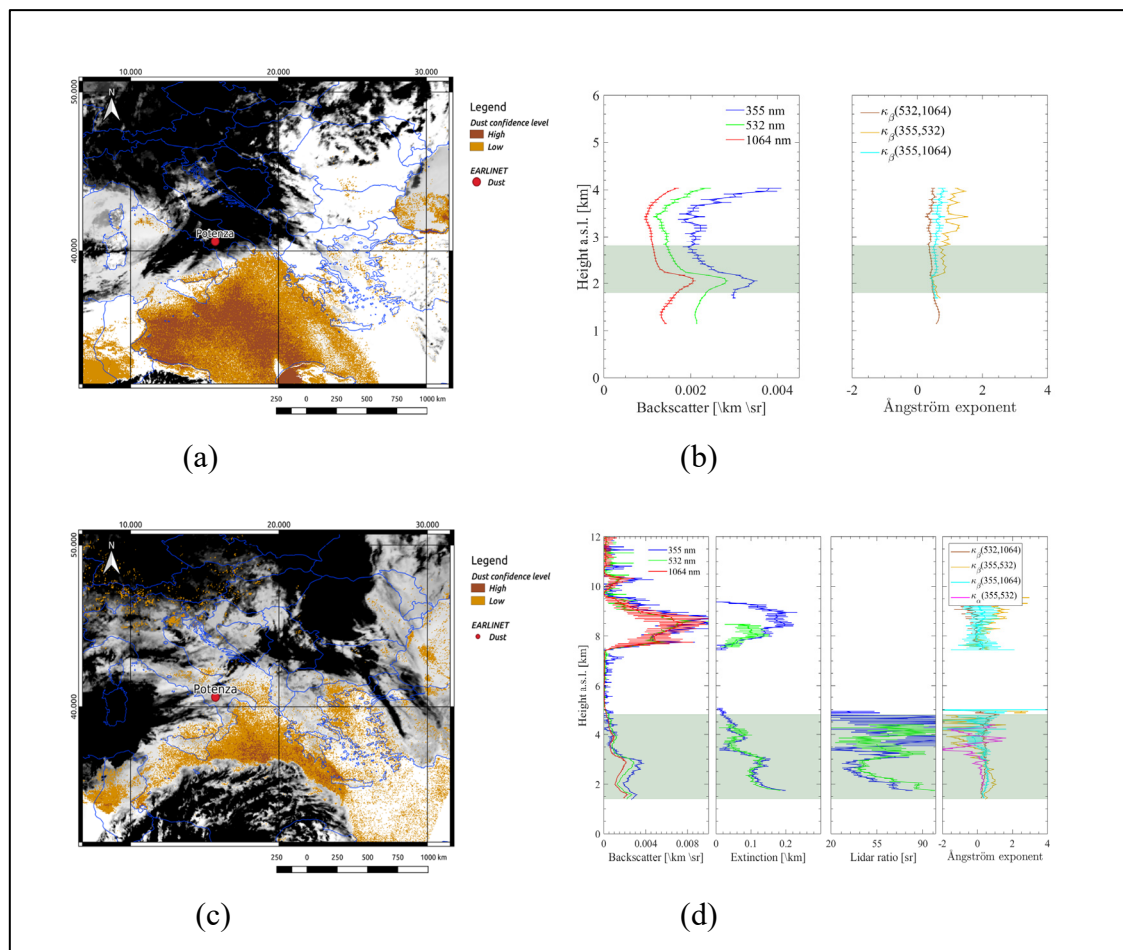 10.000 20.000 30.000
50.000
40.000
N
Potenza
Legend
Dust confidence level
High
Low
EARLINET
Dust
250 0 250 500 750 1000 km
(a)
6
5
4
3
2
1
0
Height a.s.l. [km]
355 nm
532 nm
1064 nm
0 0.002 0.004
Backscatter [\km \sr]
κβ(532,1064)
κβ(355,532)
κβ(355,1064)
-2 0 2 4
Ångström exponent
(b)
10.000 20.000 30.000
50.000
40.000
N
Potenza
Legend
Dust confidence level
High
Low
EARLINET
Dust
250 0 250 500 750 1000 km
(c)
12
10
8
6
4
2
0
Height a.s.l. [km]
355 nm
532 nm
1064 nm
0 0.004 0.008
Backscatter [\km \sr]
0 0.1 0.2
Extinction [\km]
20 55 90
Lidar ratio [sr]
κβ(532,1064)
κβ(355,532)
κβ(355,1064)
κα(355,532)
-2 0 2 4
Ångström exponent
(d)